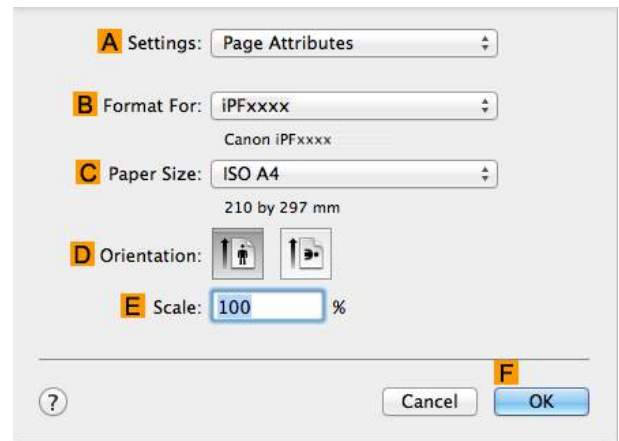 A Settings: Page Attributes
B Format For: iPFxxxx
Canon iPFxxxx
C Paper Size: ISO A4
210 by 297 mm
D Orientation:
E Scale: 100 %
F
? Cancel OK